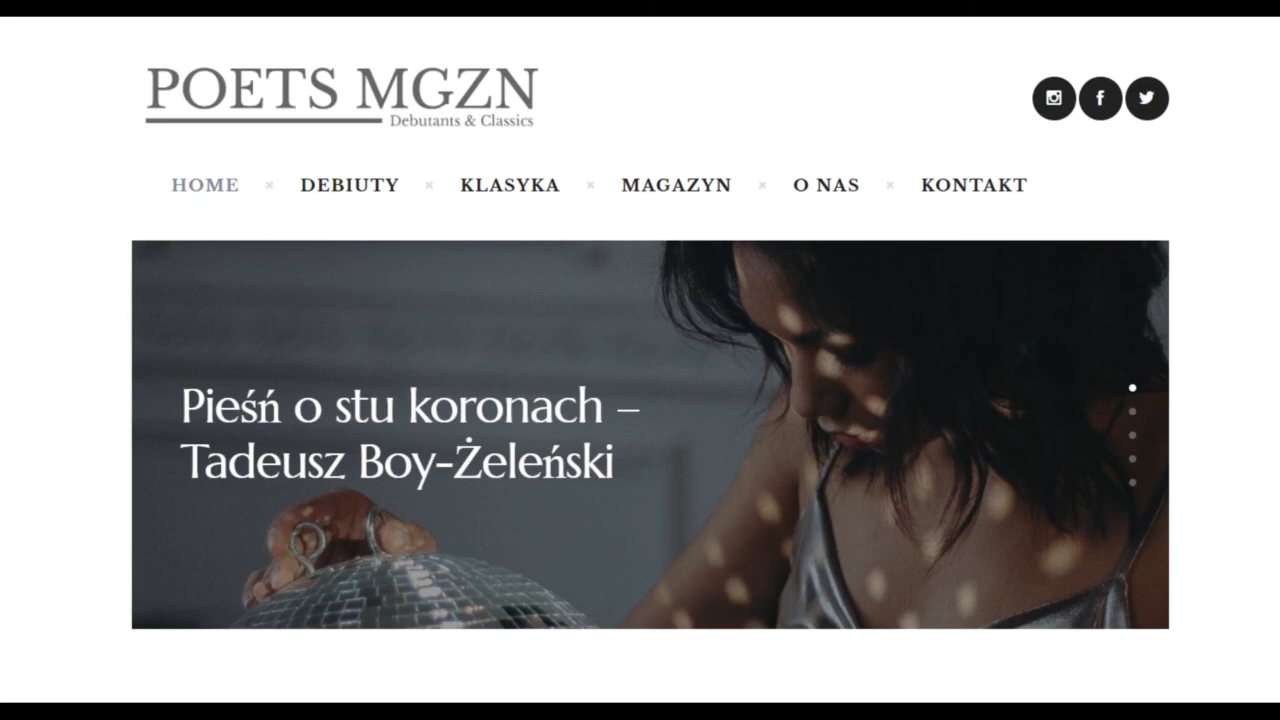 POETS MGZN
Debutants & Classics
HOME × DEBIUTY × KLASYKA × MAGAZYN × O NAS × KONTAKT
Pieśń o stu koronach –
Tadeusz Boy-Żeleński